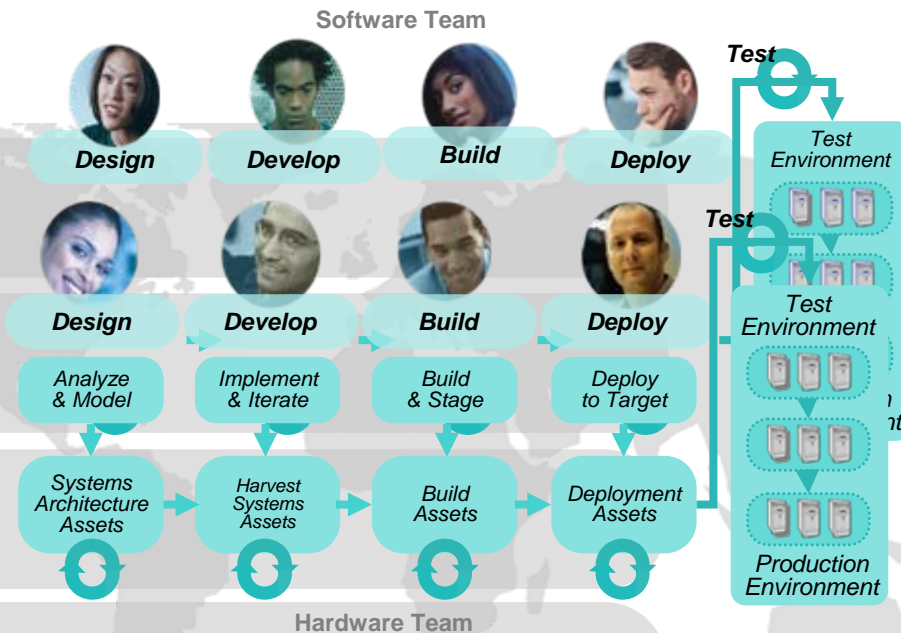 Software Team
Test
Design
Develop
Build
Deploy
Test
Environment
Test
Design
Develop
Build
Deploy
Test
Environment
Analyze
& Model
Implement
& Iterate
Build
& Stage
Deploy
to Target
Systems
Architecture
Assets
Harvest
Systems
Assets
Build
Assets
Deployment
Assets
Production
Environment
Hardware Team